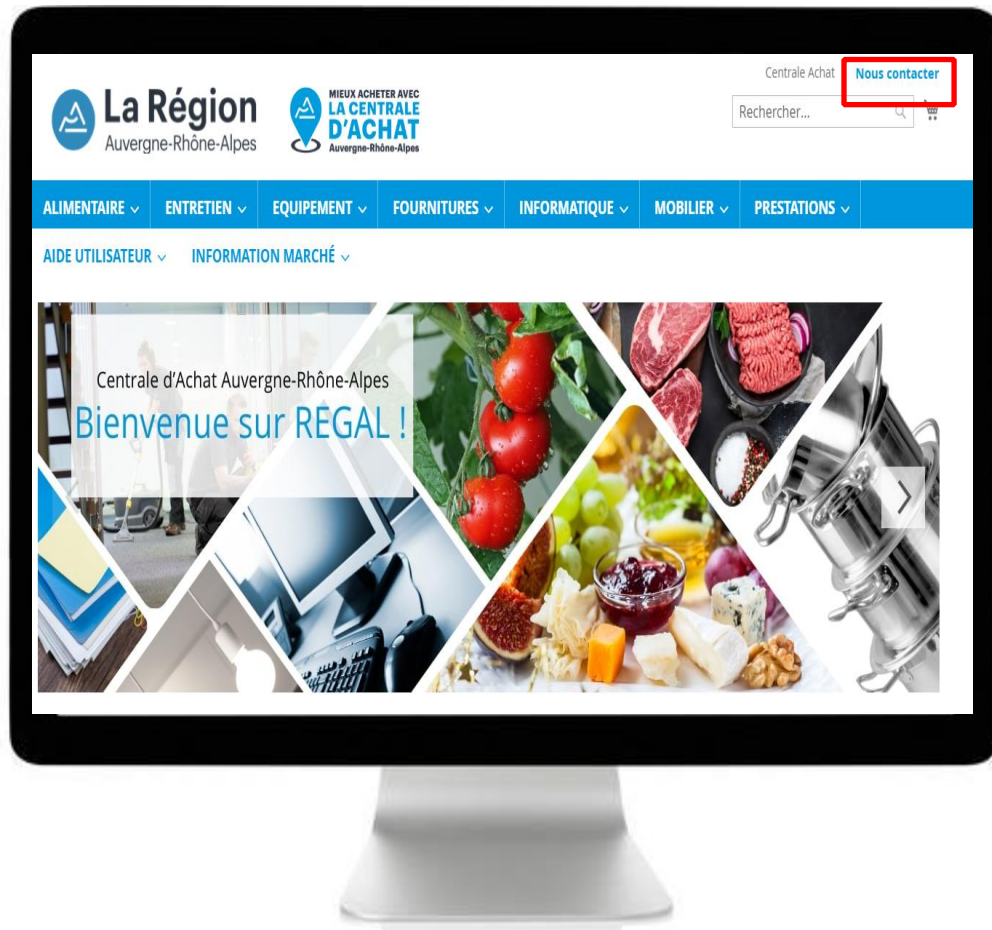 Centrale Achat Nous contacter
La Région
Auvergne-Rhône-Alpes
MIEUX ACHETER AVEC
LA CENTRALE
D'ACHAT
Auvergne-Rhône-Alpes
Rechercher...
ALIMENTAIRE ENTRETIEN EQUIPEMENT FOURNITURES INFORMATIQUE MOBILIER PRESTATIONS
AIDE UTILISATEUR INFORMATION MARCHÉ
Centrale d'Achat Auvergne-Rhône-Alpes
Bienvenue sur REGAL !